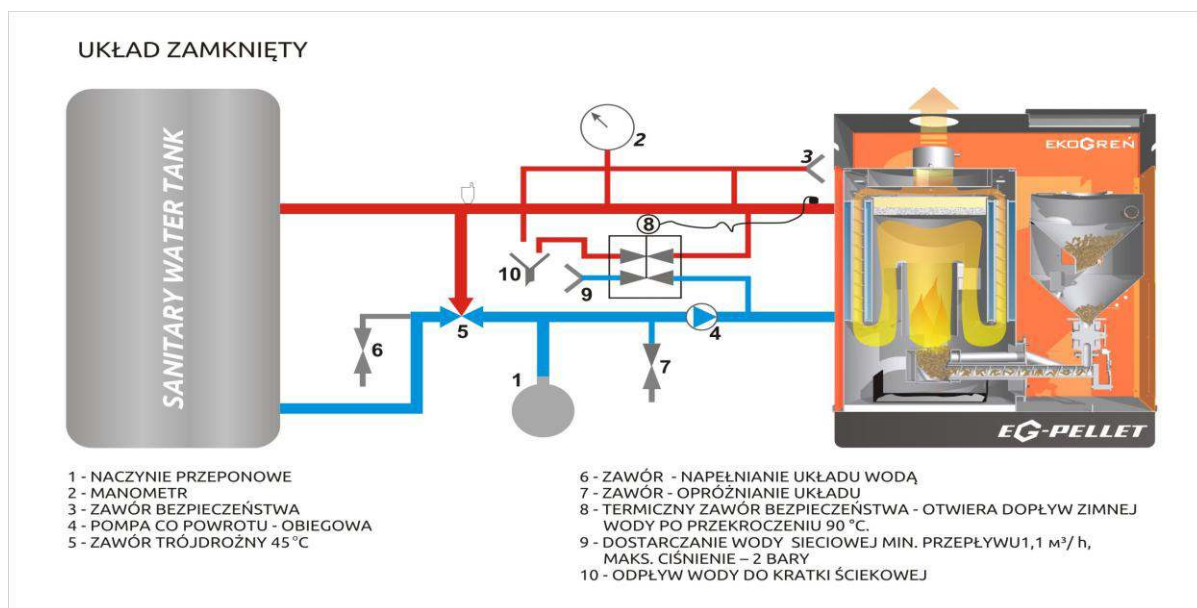 UKŁAD ZAMKNIĘTY
SANITARY WATER TANK
2
3
EKOGREŃ
8
10
9
5
4
6
7
1
EG-PELLET
1 - NACZYNIE PRZEPONOWE
2 - MANOMETR
3 - ZAWÓR BEZPIECZEŃSTWA
4 - POMPA CO POWROTU - OBIEGOWA
5 - ZAWÓR TRÓJDROŻNY 45 °C
6 - ZAWÓR - NAPEŁNIANIE UKŁADU WODĄ
7 - ZAWÓR - OPRÓŻNIANIE UKŁADU
8 - TERMICZNY ZAWÓR BEZPIECZEŃSTWA - OTWIERA DOPŁYW ZIMNEJ
WODY PO PRZEKROCZENIU 90 °C.
9 - DOSTARCZANIE WODY SIECIOWEJ MIN. PRZEPŁYWU1,1 м³/ h,
MAKS. CIŚNIENIE – 2 BARY
10 - ODPŁYW WODY DO KRATKI ŚCIEKOWEJ